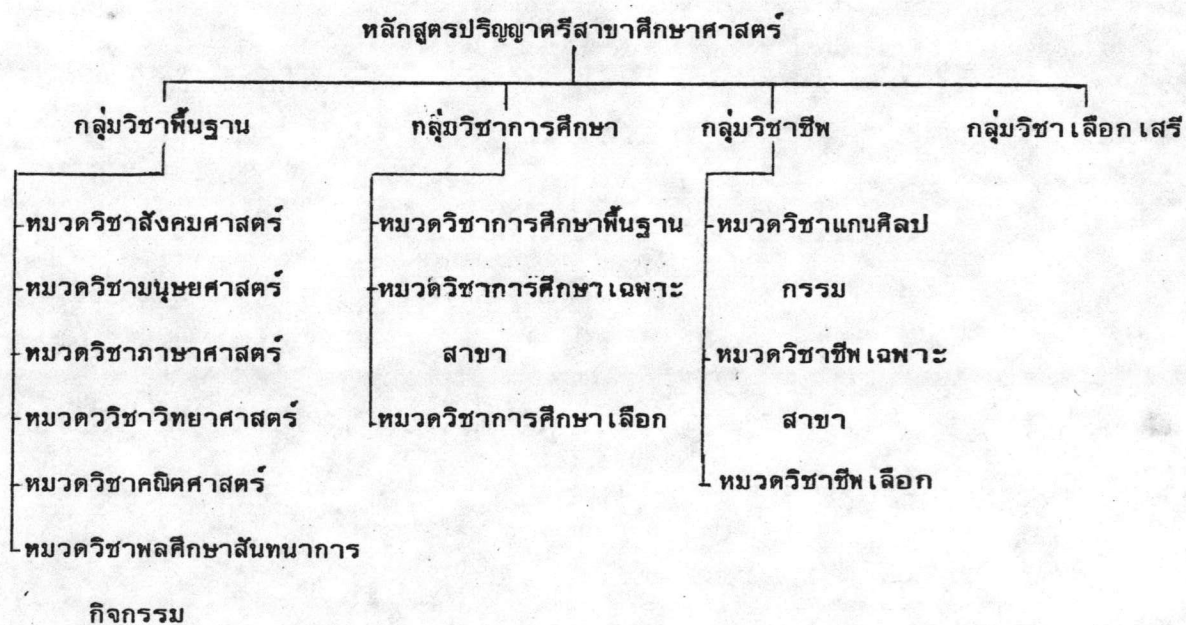 หลักสูตรปริญญาตรีสาขาศึกษาศาสตร์
กลุ่มวิชาพื้นฐาน
หมวดวิชาสังคมศาสตร์
หมวดวิชามนุษยศาสตร์
หมวดวิชาภาษาศาสตร์
หมวดววิชาวิทยาศาสตร์
หมวดวิชาคณิตศาสตร์
หมวดวิชาพลศึกษาสันทนาการ
กิจกรรม
กลุ่มวิชาการศึกษา
หมวดวิชาการศึกษาพื้นฐาน
หมวดวิชาการศึกษาเฉพาะ
สาขา
หมวดวิชาการศึกษาเลือก
กลุ่มวิชาชีพ
หมวดวิชาแกนศิลป
กรรม
หมวดวิชาชีพเฉพาะ
สาขา
หมวดวิชาชีพเลือก
กลุ่มวิชาเลือกเสรี